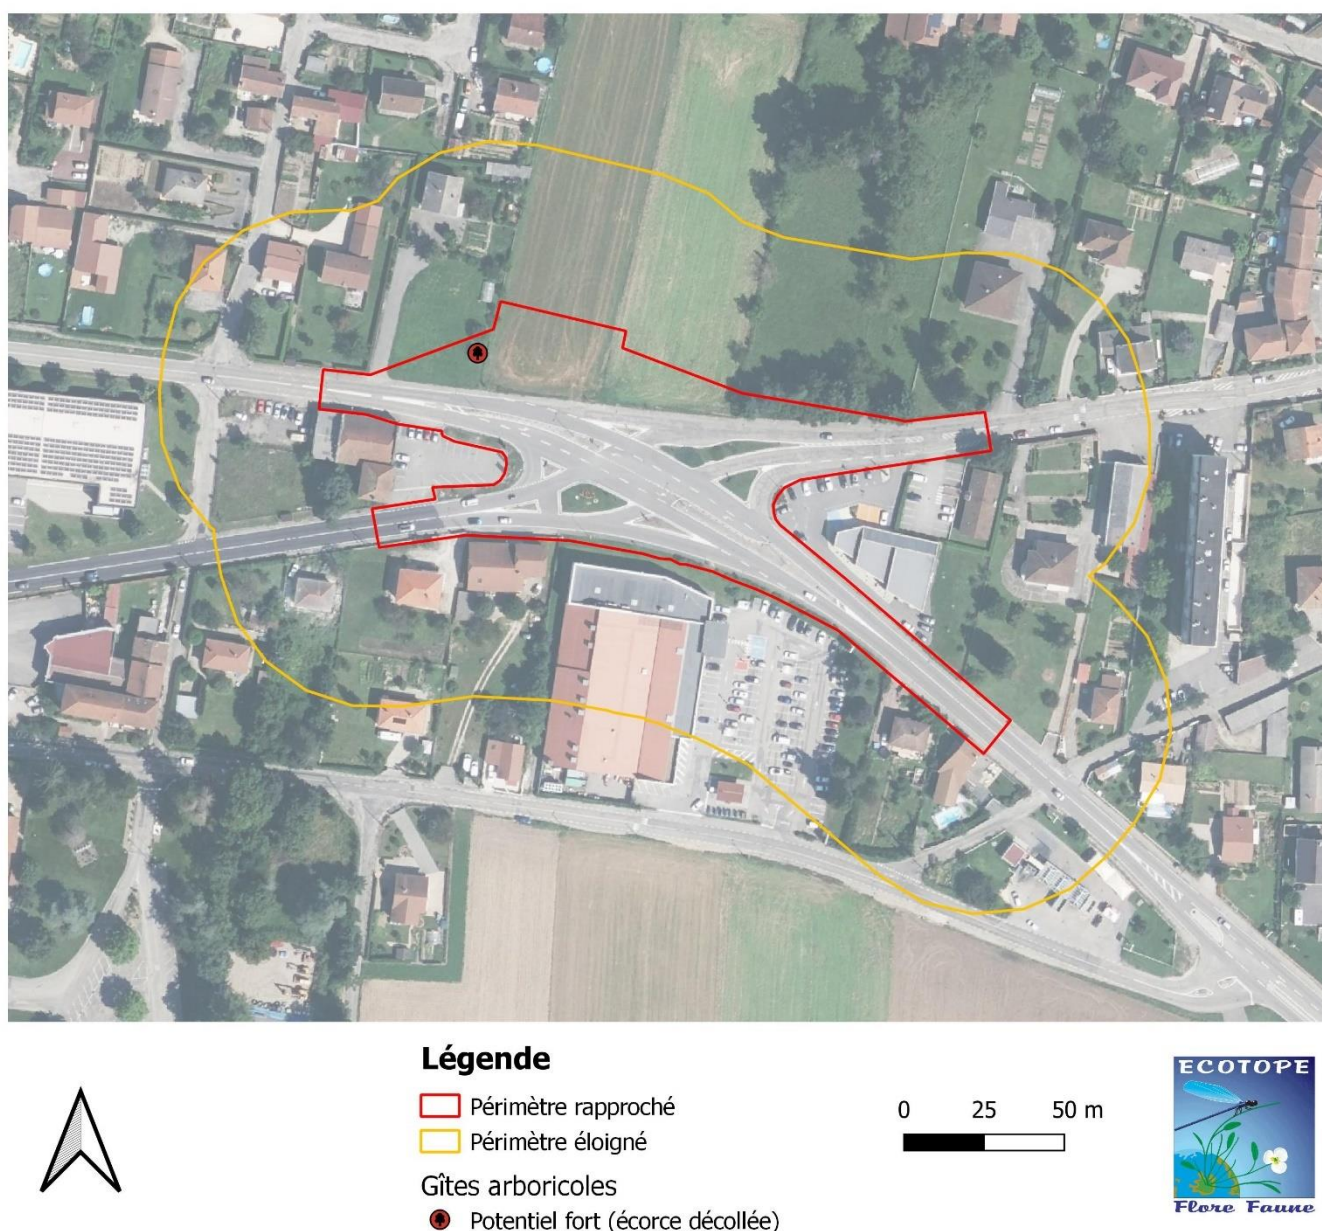 Légende
Périmètre rapproché
Périmètre éloigné
Gîtes arboricoles
Potentiel fort (écorce décollée)
0 25 50 m
ECOTOPE
Flore Faune